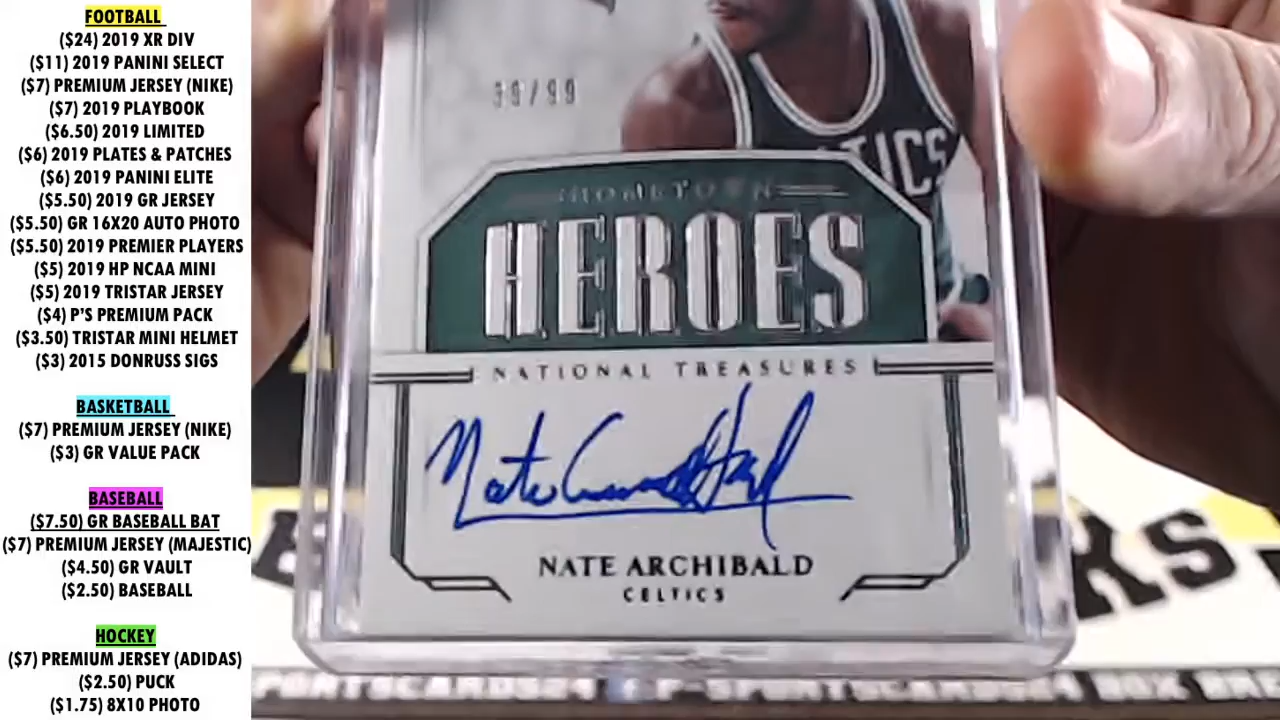 FOOTBALL
($24) 2019 XR DIV
($11) 2019 PANINI SELECT
($7) PREMIUM JERSEY (NIKE)
($7) 2019 PLAYBOOK
($6.50) 2019 LIMITED
($6) 2019 PLATES & PATCHES
($6) 2019 PANINI ELITE
($5.50) 2019 GR JERSEY
($5.50) GR 16X20 AUTO PHOTO
($5.50) 2019 PREMIER PLAYERS
($5) 2019 HP NCAA MINI
($5) 2019 TRISTAR JERSEY
($4) P'S PREMIUM PACK
($3.50) TRISTAR MINI HELMET
($3) 2015 DONRUSS SIGS
BASKETBALL
($7) PREMIUM JERSEY (NIKE)
($3) GR VALUE PACK
BASEBALL
($7.50) GR BASEBALL BAT
($7) PREMIUM JERSEY (MAJESTIC)
($4.50) GR VAULT
($2.50) BASEBALL
HOCKEY
($7) PREMIUM JERSEY (ADIDAS)
($2.50) PUCK
($1.75) 8X10 PHOTO
39/99
TICS
HOMETOWN
HEROES
NATIONAL TREASURES
NATE ARCHIBALD
CELTICS